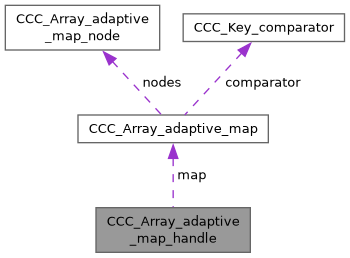 CCC_Array_adaptive
_map_node
CCC_Key_comparator
nodes
comparator
CCC_Array_adaptive_map
map
CCC_Array_adaptive
_map_handle